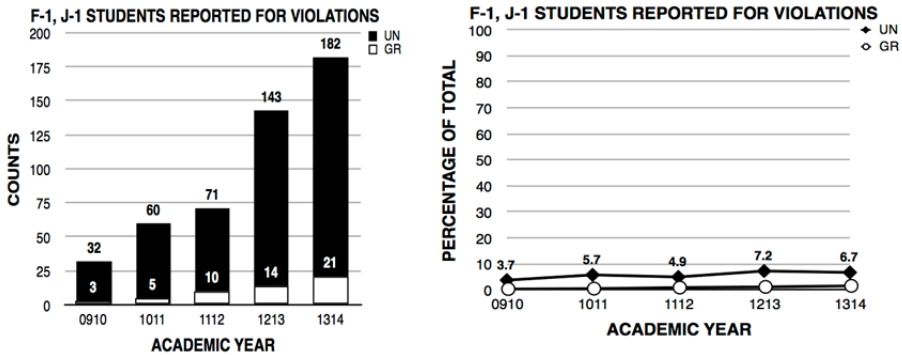 F-1, J-1 STUDENTS REPORTED FOR VIOLATIONS
UN
GR
COUNTS
200
175
150
125
100
75
50
25
0
32
60
71
143
182
3
5
10
14
21
0910 1011 1112 1213 1314
ACADEMIC YEAR
F-1, J-1 STUDENTS REPORTED FOR VIOLATIONS
UN
GR
PERCENTAGE OF TOTAL
100
90
80
70
60
50
40
30
20
10
0
3.7 5.7 4.9 7.2 6.7
0910 1011 1112 1213 1314
ACADEMIC YEAR